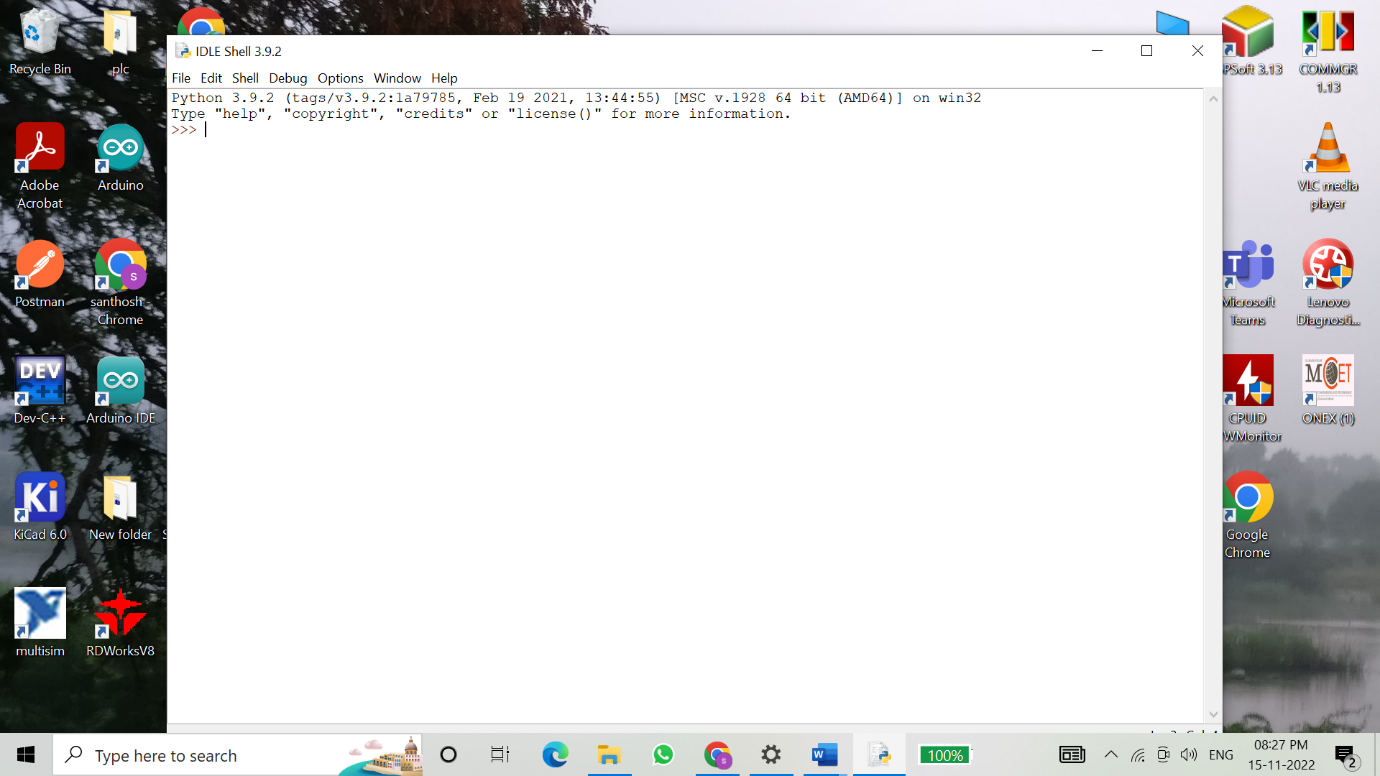 Recycle Bin
plc
IDLE Shell 3.9.2
File Edit Shell Debug Options Window Help
Python 3.9.2 (tags/v3.9.2:1a79785, Feb 19 2021, 13:44:55) [MSC v.1928 64 bit (AMD64)] on win32
Type "help", "copyright", "credits" or "license()" for more information.
>>>
Adobe
Acrobat
Arduino
Postman
santhosh -
Chrome
S
DEV
C++
Dev-C++
Arduino IDE
Ki
KiCad 6.0
New folder
multisim
RDWorksV8
PSoft 3.13
COMMGR
1.13
VLC media
player
T
Microsoft
Teams
Lenovo
Diagnosti...
CPUID
WMonitor
MOET
ONEX (1)
Google
Chrome
Type here to search
S
W
100%
ENG
08:27 PM
15-11-2022
2